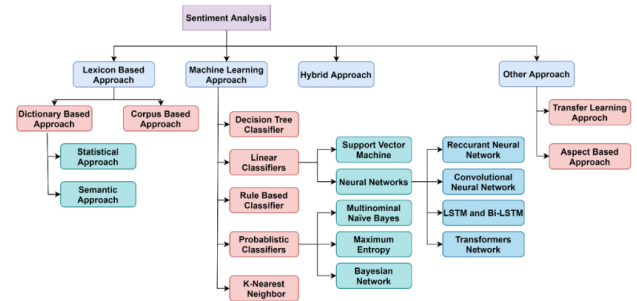 Sentiment Analysis
Lexicon Based
Approach
Machine Learning
Approach
Hybrid Approach
Other Approach
Dictionary Based
Approach
Corpus Based
Approach
Statistical
Approach
Semantic
Approach
Decision Tree
Classifier
Linear
Classifiers
Rule Based
Classifier
Probablistic
Classifiers
K-Nearest
Neighbor
Support Vector
Machine
Neural Networks
Multinominal
Naïve Bayes
Maximum
Entropy
Bayesian
Network
Reccurant Neural
Network
Convolutional
Neural Network
LSTM and Bi-LSTM
Transformers
Network
Transfer Learning
Approch
Aspect Based
Approach